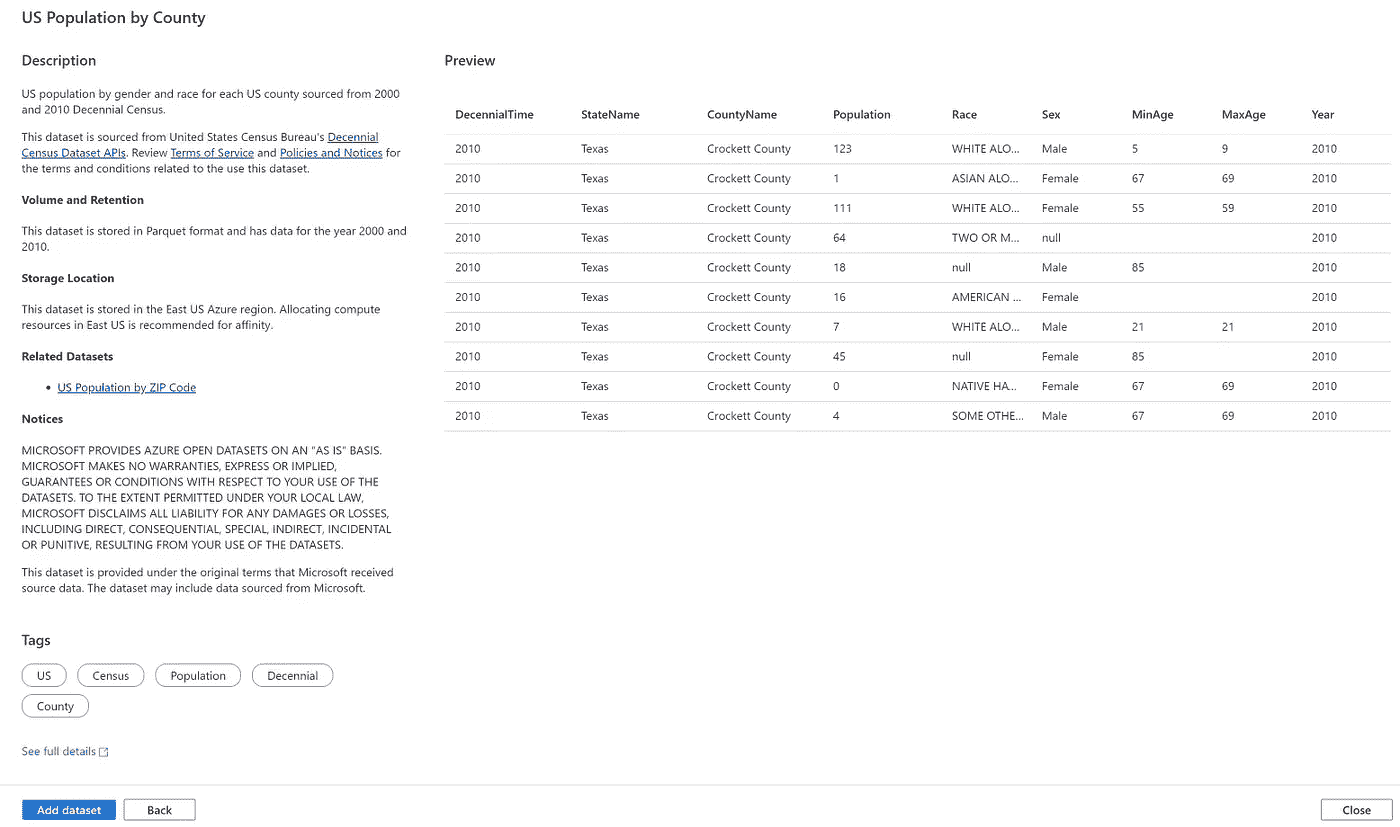 US Population by County
Description
US population by gender and race for each US county sourced from 2000
and 2010 Decennial Census.
This dataset is sourced from United States Census Bureau's Decennial
Census Dataset APIs. Review Terms of Service and Policies and Notices for
the terms and conditions related to the use this dataset.
Volume and Retention
This dataset is stored in Parquet format and has data for the year 2000 and
2010.
Storage Location
This dataset is stored in the East US Azure region. Allocating compute
resources in East US is recommended for affinity.
Related Datasets
• US Population by ZIP Code
Notices
MICROSOFT PROVIDES AZURE OPEN DATASETS ON AN "AS IS" BASIS.
MICROSOFT MAKES NO WARRANTIES, EXPRESS OR IMPLIED,
GUARANTEES OR CONDITIONS WITH RESPECT TO YOUR USE OF THE
DATASETS. TO THE EXTENT PERMITTED UNDER YOUR LOCAL LAW,
MICROSOFT DISCLAIMS ALL LIABILITY FOR ANY DAMAGES OR LOSSES,
INCLUDING DIRECT, CONSEQUENTIAL, SPECIAL, INDIRECT, INCIDENTAL
OR PUNITIVE, RESULTING FROM YOUR USE OF THE DATASETS.
This dataset is provided under the original terms that Microsoft received
source data. The dataset may include data sourced from Microsoft.
Tags
US Census Population Decennial
County
See full details
Preview
DecennialTime StateName CountyName Population Race Sex MinAge MaxAge Year
2010 Texas Crockett County 123 WHITE ALO... Male 5 9 2010
2010 Texas Crockett County 1 ASIAN ALO... Female 67 69 2010
2010 Texas Crockett County 111 WHITE ALO... Female 55 59 2010
2010 Texas Crockett County 64 TWO OR M... null 2010
2010 Texas Crockett County 18 null Male 85 2010
2010 Texas Crockett County 16 AMERICAN ... Female 2010
2010 Texas Crockett County 7 WHITE ALO... Male 21 21 2010
2010 Texas Crockett County 45 null Female 85 2010
2010 Texas Crockett County 0 NATIVE HA... Female 67 69 2010
2010 Texas Crockett County 4 SOME OTHE... Male 67 69 2010
Add dataset Back Close